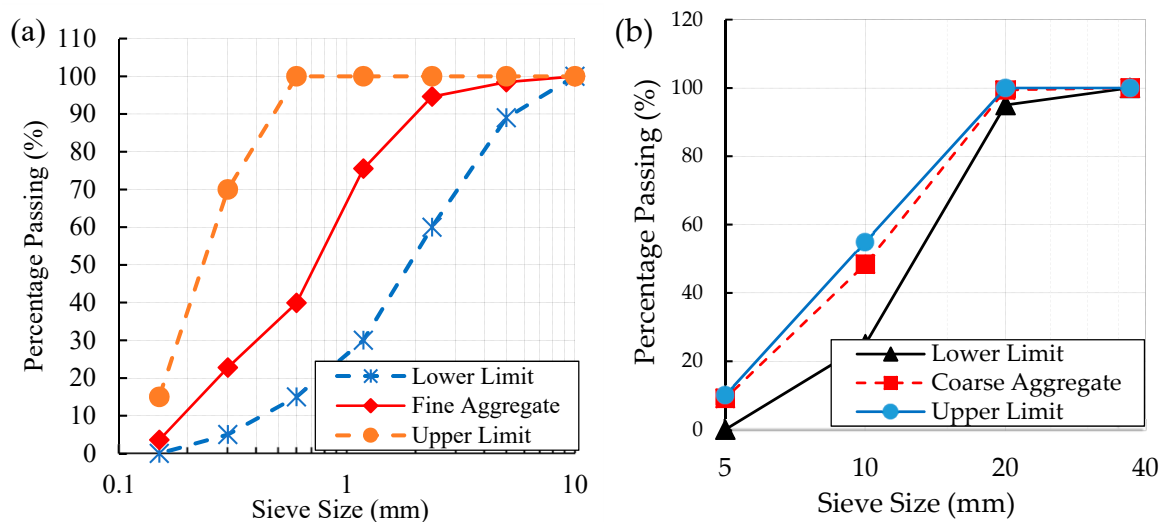 (a)
110
100
90
80
70
60
50
40
30
20
10
0
Percentage Passing (%)
0.1
1
10
Sieve Size (mm)
Lower Limit
Fine Aggregate
Upper Limit
(b)
120
100
80
60
40
20
0
Percentage Passing (%)
5
10
20
40
Sieve Size (mm)
Lower Limit
Coarse Aggregate
Upper Limit